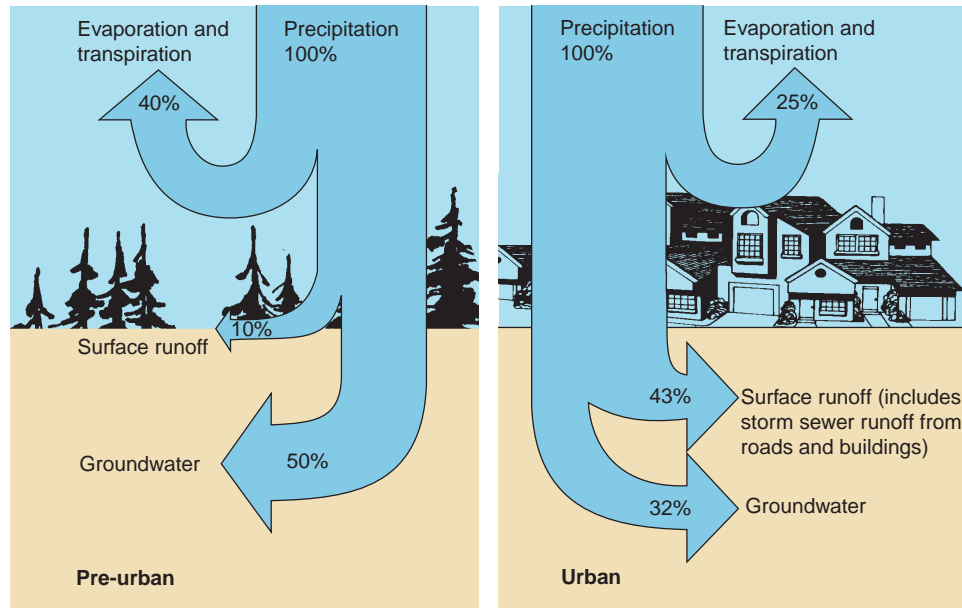 Evaporation and
transpiration
Precipitation
100%
40%
10%
Surface runoff
Groundwater
50%
Pre-urban
Precipitation
100%
Evaporation and
transpiration
25%
43%
Surface runoff (includes
storm sewer runoff from
roads and buildings)
32%
Groundwater
Urban